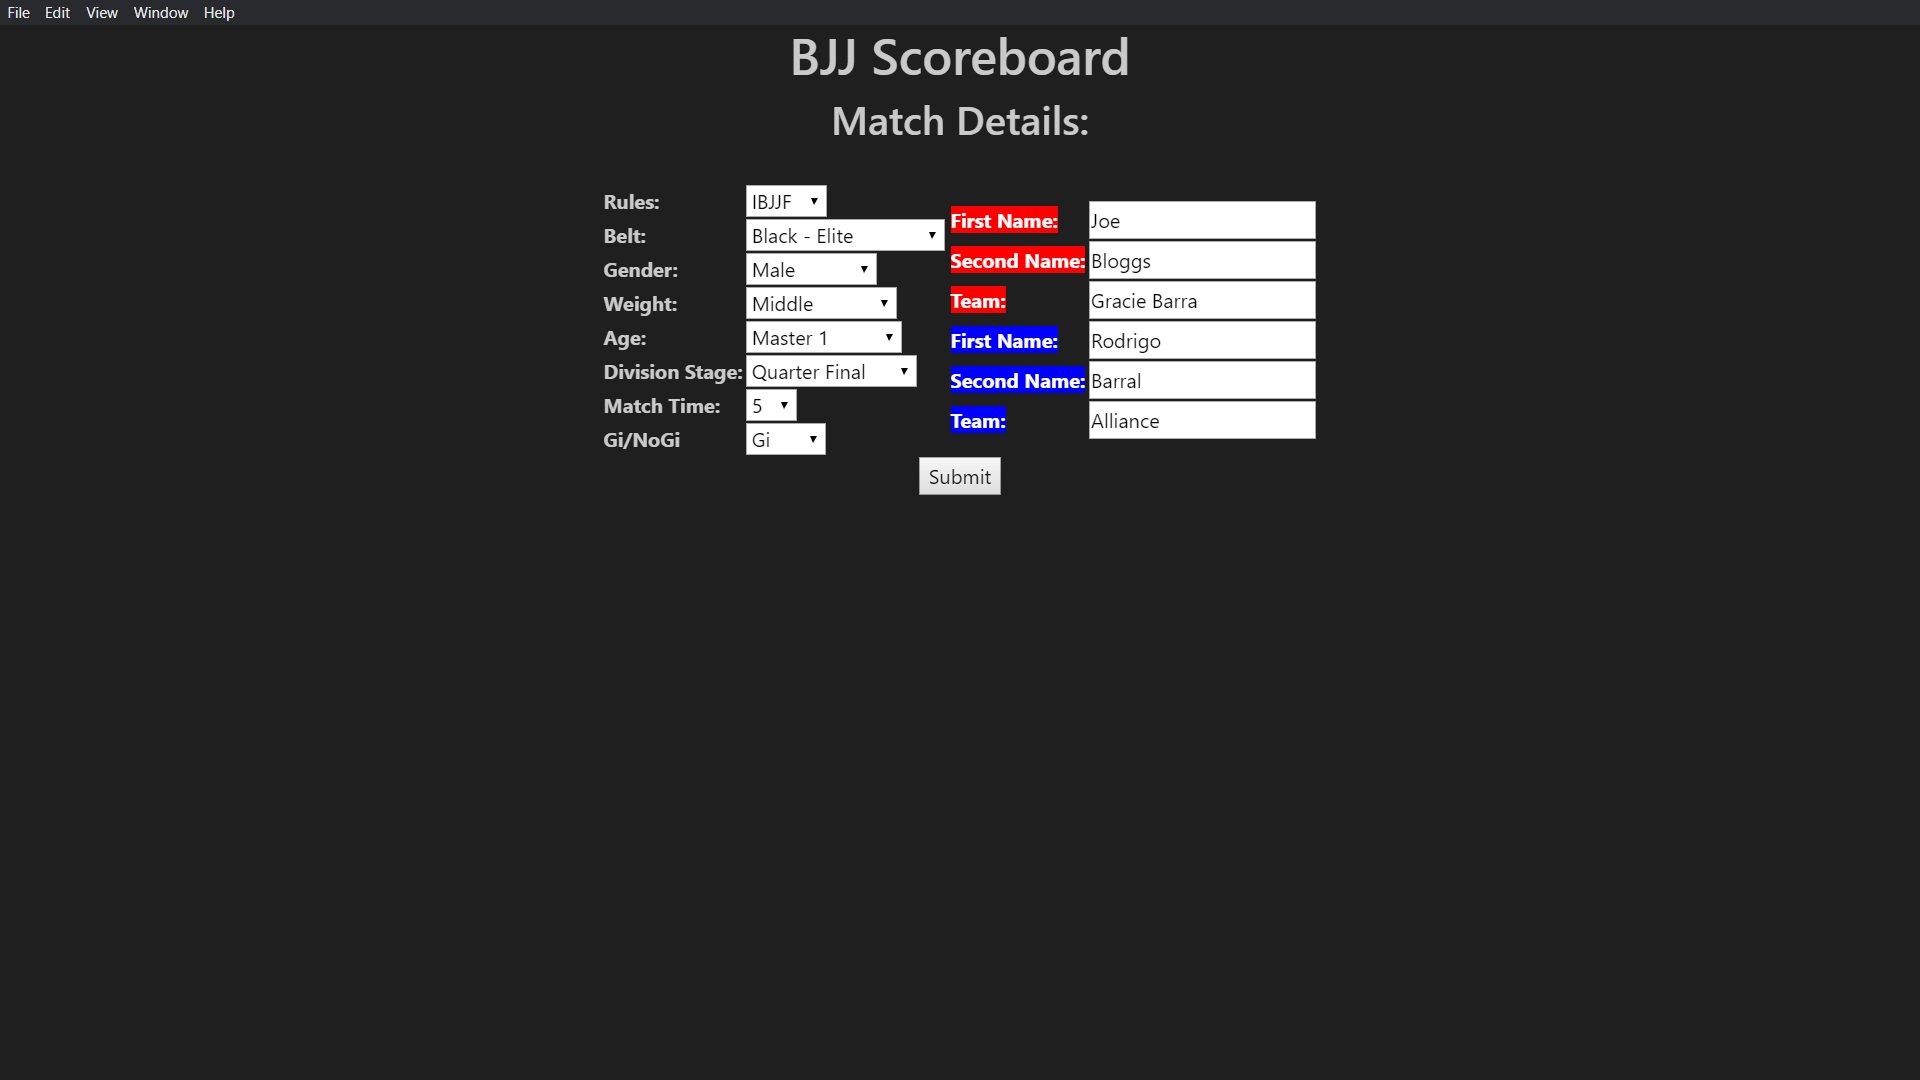 File Edit View Window Help
BJJ Scoreboard
Match Details:
Rules: IBJJF
Belt: Black - Elite
Gender: Male
Weight: Middle
Age: Master 1
Division Stage: Quarter Final
Match Time: 5
Gi/NoGi Gi
First Name: Joe
Second Name: Bloggs
Team: Gracie Barra
First Name: Rodrigo
Second Name: Barral
Team: Alliance
Submit